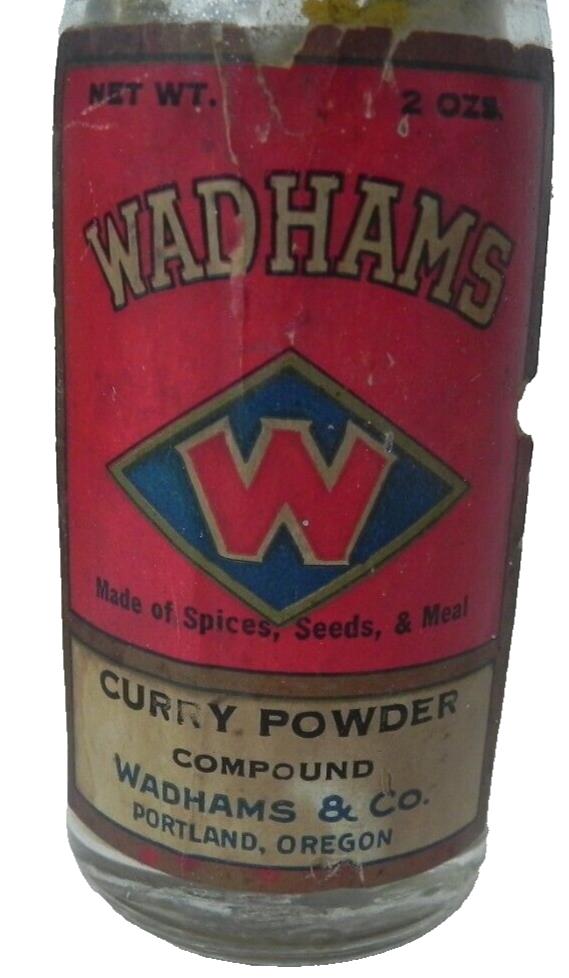 NET WT. 2 OZS.
WADHAMS
W
Made of Spices, Seeds, & Meal
CURRY POWDER
COMPOUND
WADHAMS & CO.
PORTLAND, OREGON